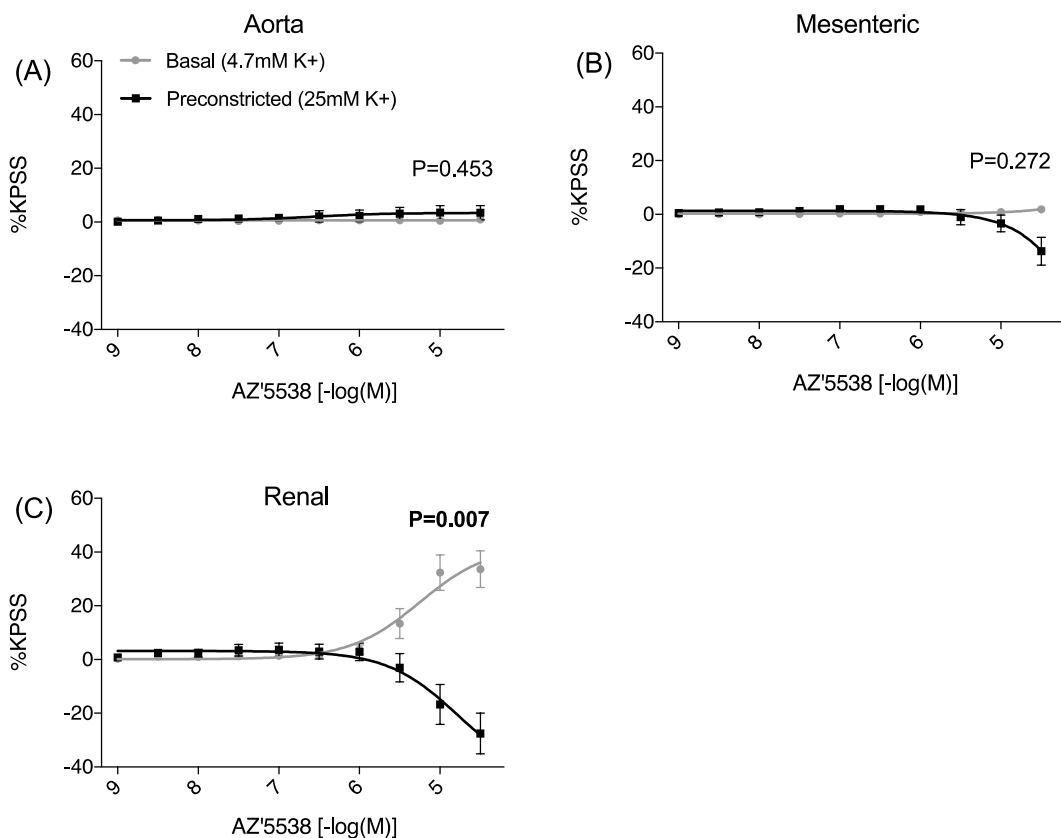 Aorta
(A)
Basal (4.7mM K+)
Preconstricted (25mM K+)
P=0.453
%KPSS
60
40
20
0
-20
-40
9
8
7
6
5
AZ'5538 [-log(M)]
Mesenteric
(B)
P=0.272
%KPSS
60
40
20
0
-20
-40
9
8
7
6
5
AZ'5538 [-log(M)]
Renal
(C)
P=0.007
%KPSS
60
40
20
0
-20
-40
9
8
7
6
5
AZ'5538 [-log(M)]